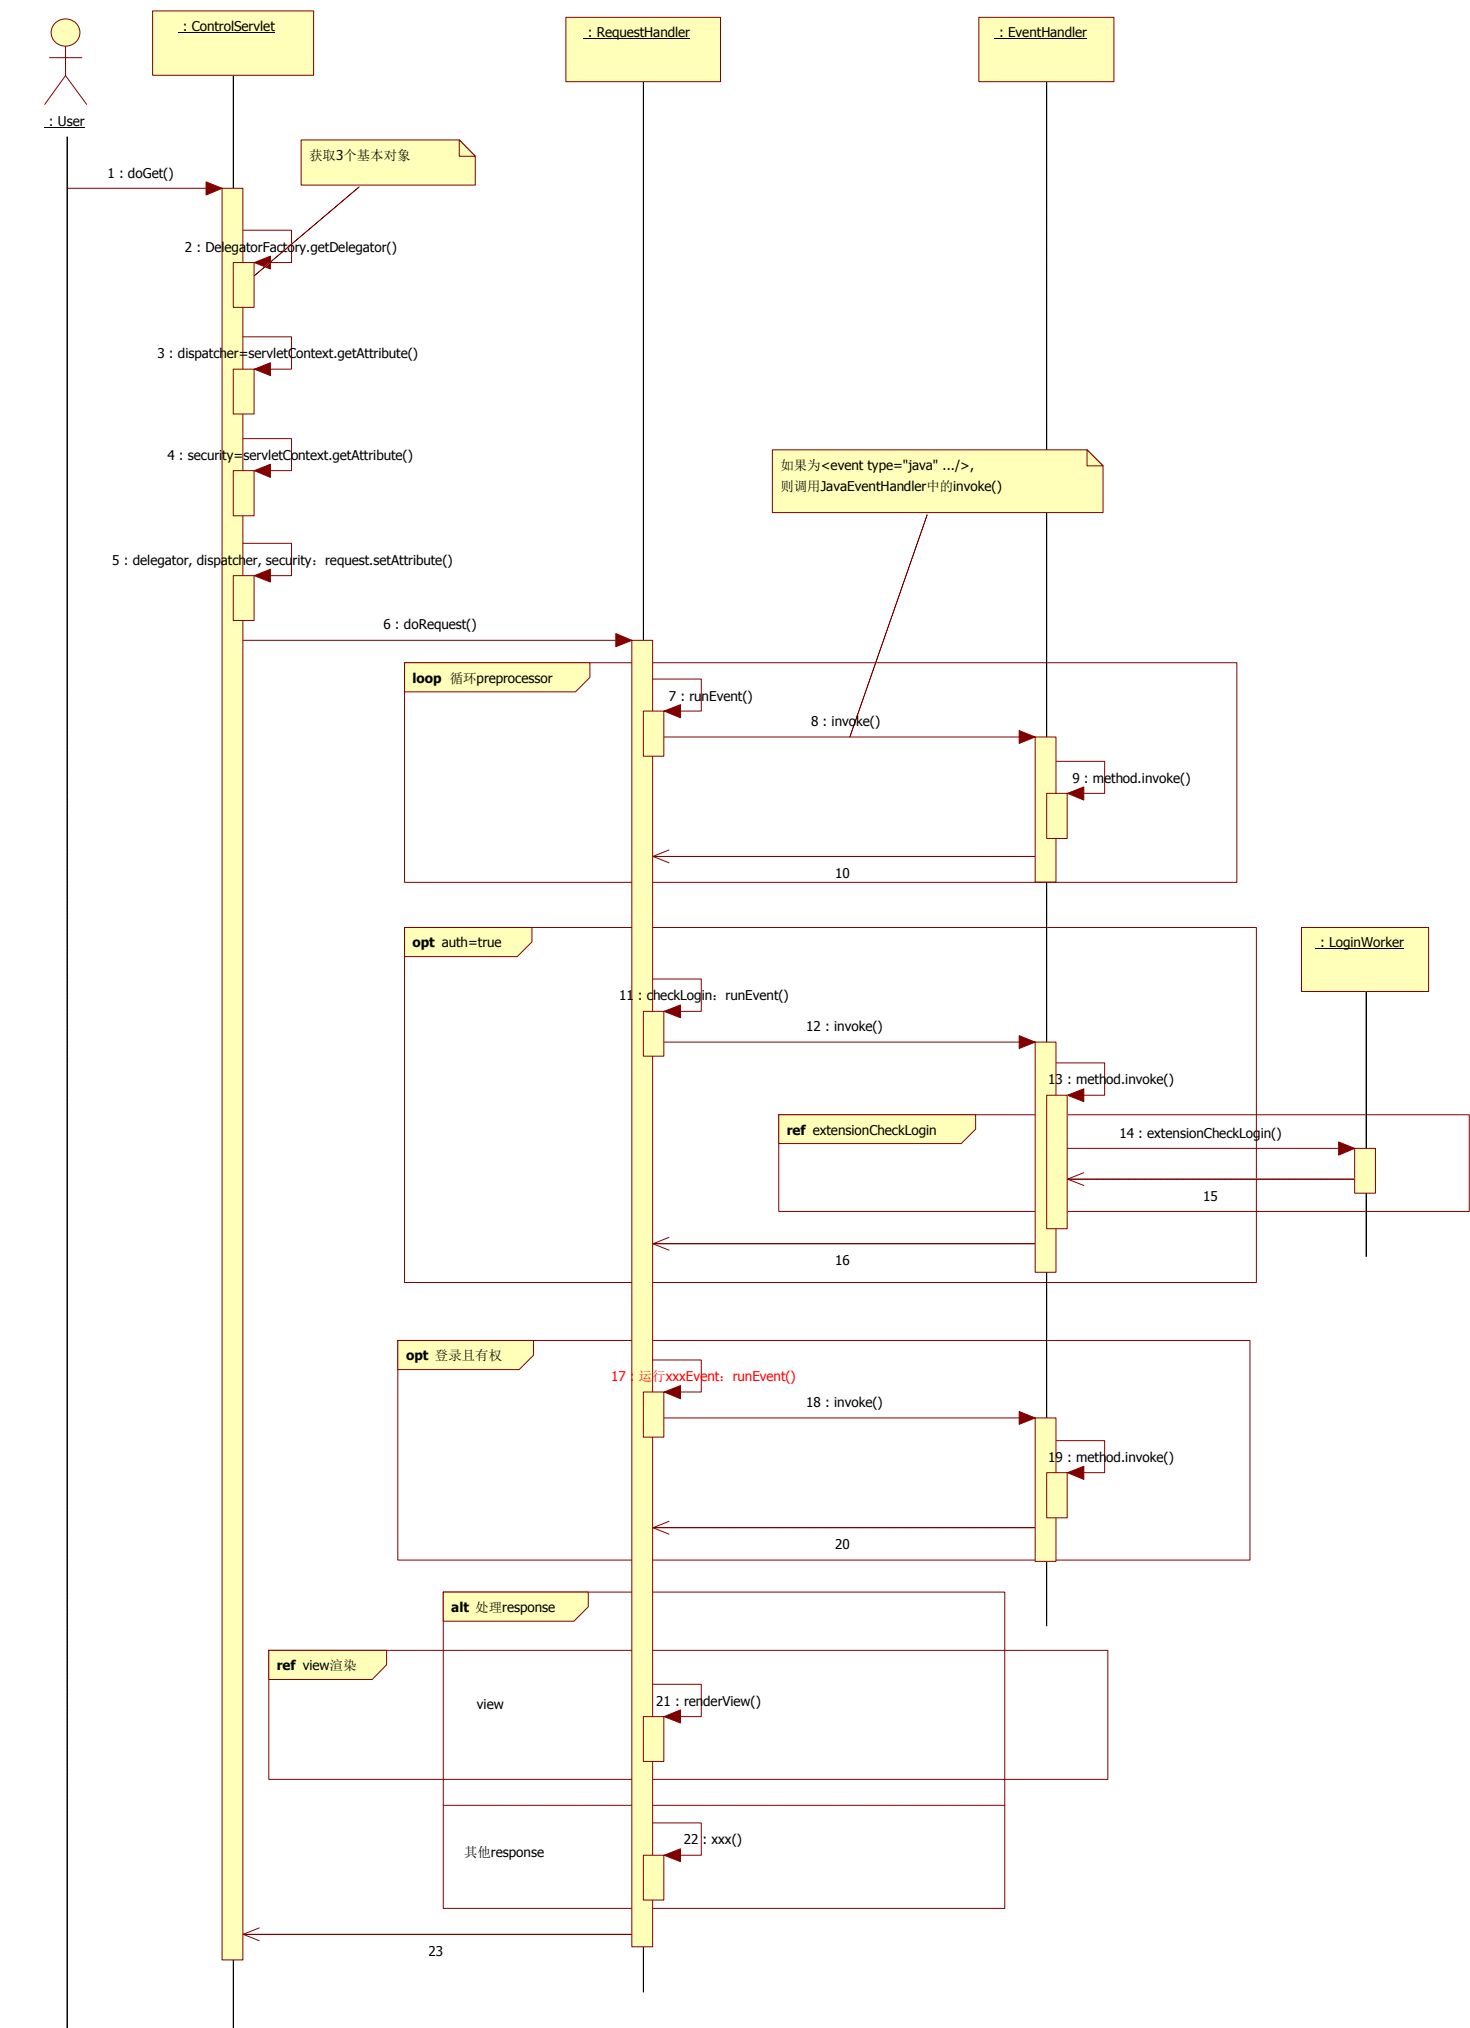 : ControlServlet
: RequestHandler
: EventHandler
: User
获取3个基本对象
1 : doGet()
2 : DelegatorFactory.getDelegator()
3 : dispatcher=servletContext.getAttribute()
4 : security=servletContext.getAttribute()
如果为<event type="java" .../>,
则调用JavaEventHandler中的invoke()
5 : delegator, dispatcher, security：request.setAttribute()
6 : doRequest()
loop 循环preprocessor
7 : runEvent()
8 : invoke()
9 : method.invoke()
10
opt auth=true
: LoginWorker
11 : checkLogin：runEvent()
12 : invoke()
13 : method.invoke()
ref extensionCheckLogin
14 : extensionCheckLogin()
15
16
opt 登录且有权
17 : 运行xxxEvent：runEvent()
18 : invoke()
19 : method.invoke()
20
alt 处理response
ref view渲染
view
21 : renderView()
22 : xxx()
其他response
23